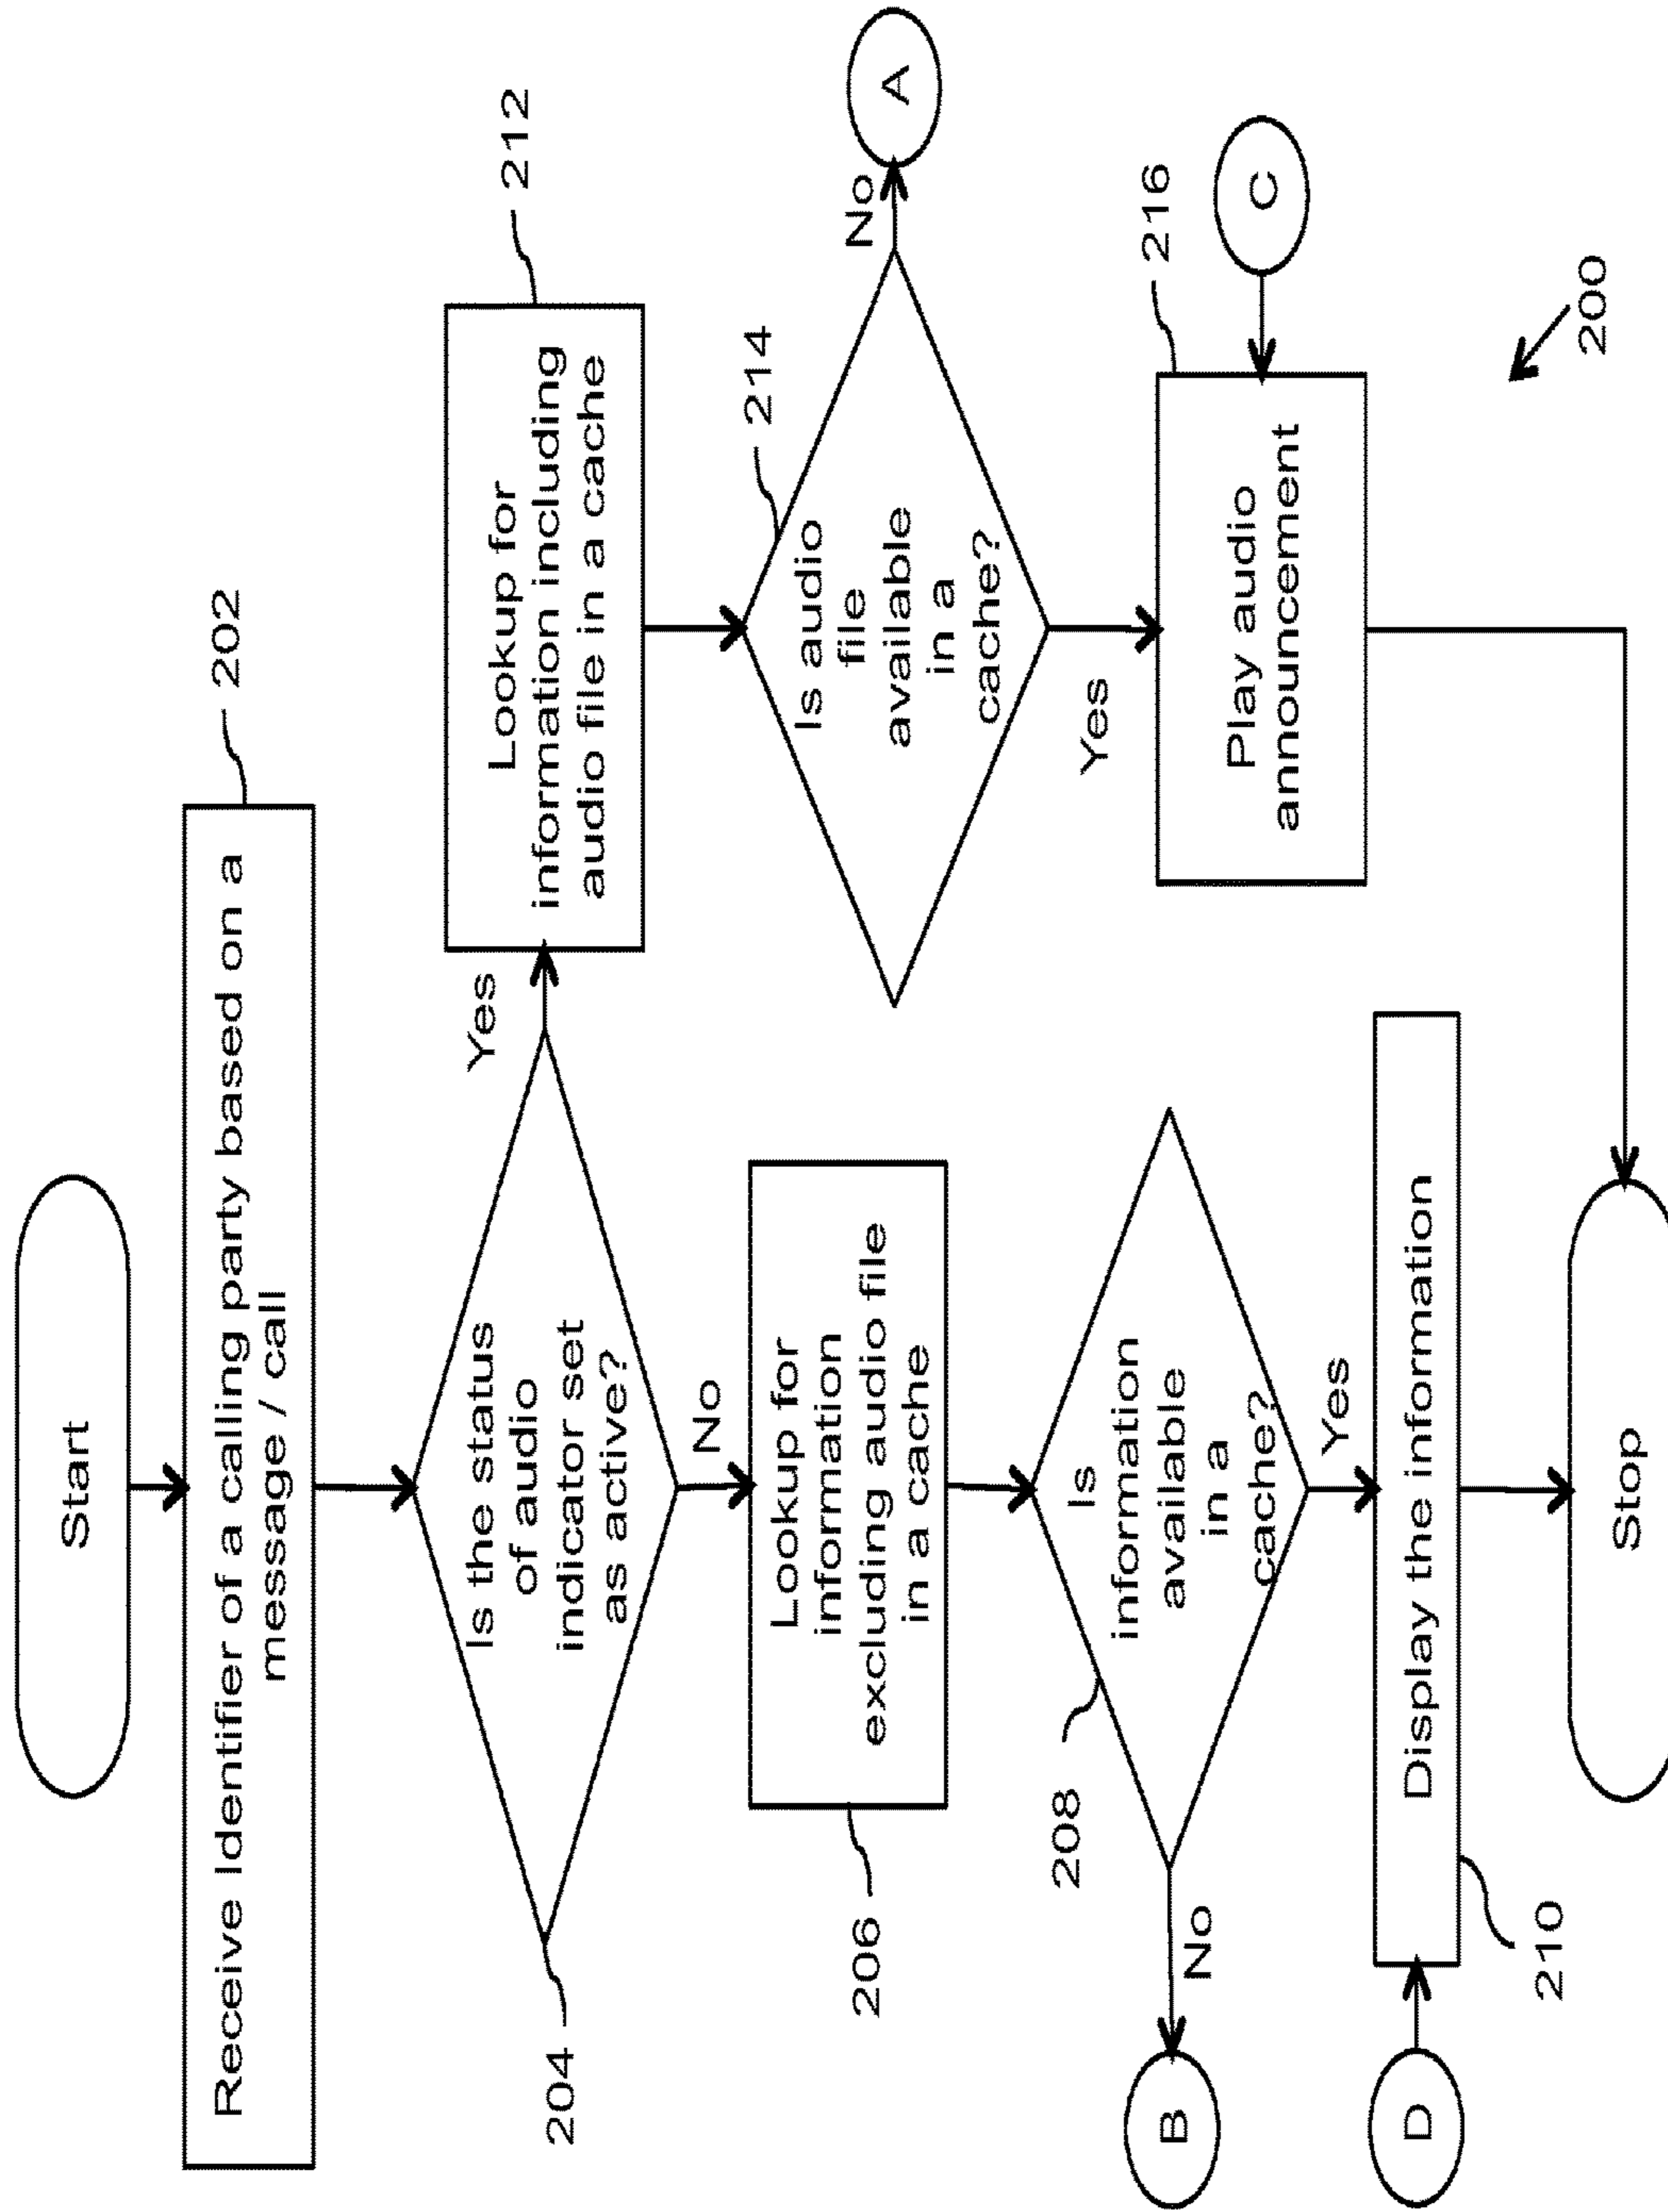 Start
Receive Identifier of a calling party based on a
message / call
202
Is the status
of audio
indicator set
as active?
204
Yes
No
Lookup for
information including
audio file in a cache
212
Lookup for
information
excluding audio file
in a cache
206
Is audio
file
available
in a
cache?
214
No
A
Yes
Is
information
available
in a
cache?
208
No
B
Yes
Play audio
announcement
216
C
Display the information
210
D
Stop
200